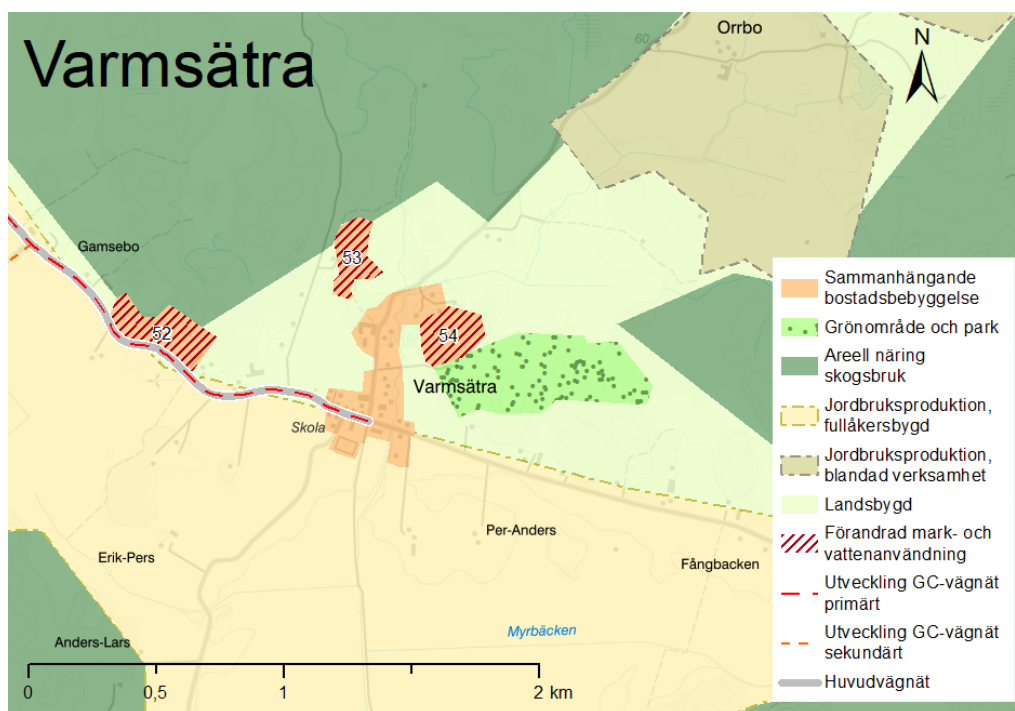 Varmsätra
Orrbo
60
N
Gamsebo
53
52
54
Varmsätra
Skola
Per-Anders
Erik-Pers
Fångbacken
Myrbäcken
Anders-Lars
0
0,5
1
2 km
Sammanhängande
bostadsbebyggelse
Grönområde och park
Areell näring
skogsbruk
Jordbruksproduktion,
fullåkersbygd
Jordbruksproduktion,
blandad verksamhet
Landsbygd
Förandrad mark- och
vattenanvändning
Utveckling GC-vägnät
primärt
Utveckling GC-vägnät
sekundärt
Huvudvägnät